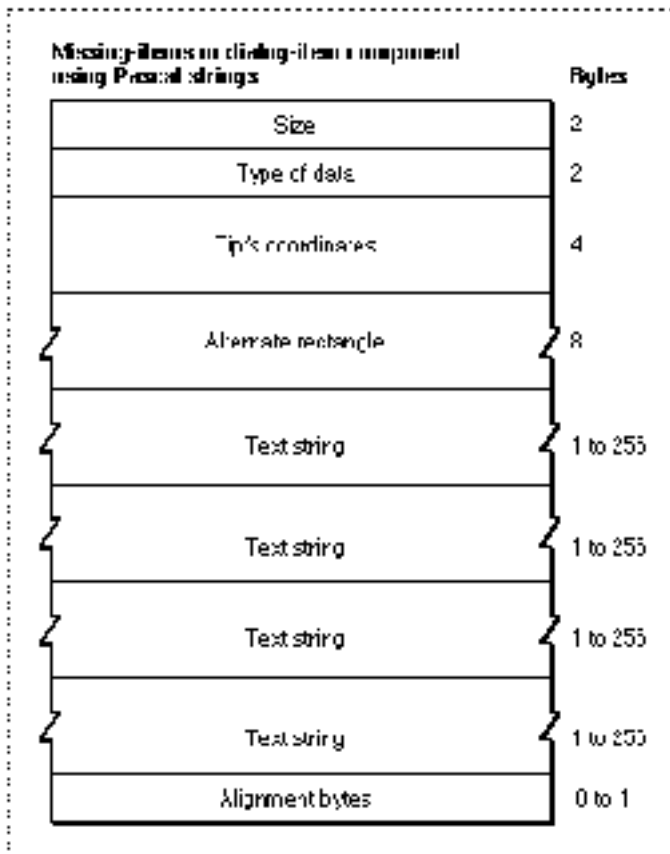 Missing-items or dialog-item component
using Pascal strings
Bytes
Size
2
Type of data
2
Tip's coordinates
4
Alternate rectangle
8
Text string
1 to 255
Text string
1 to 255
Text string
1 to 255
Text string
1 to 255
Alignment bytes
0 to 1